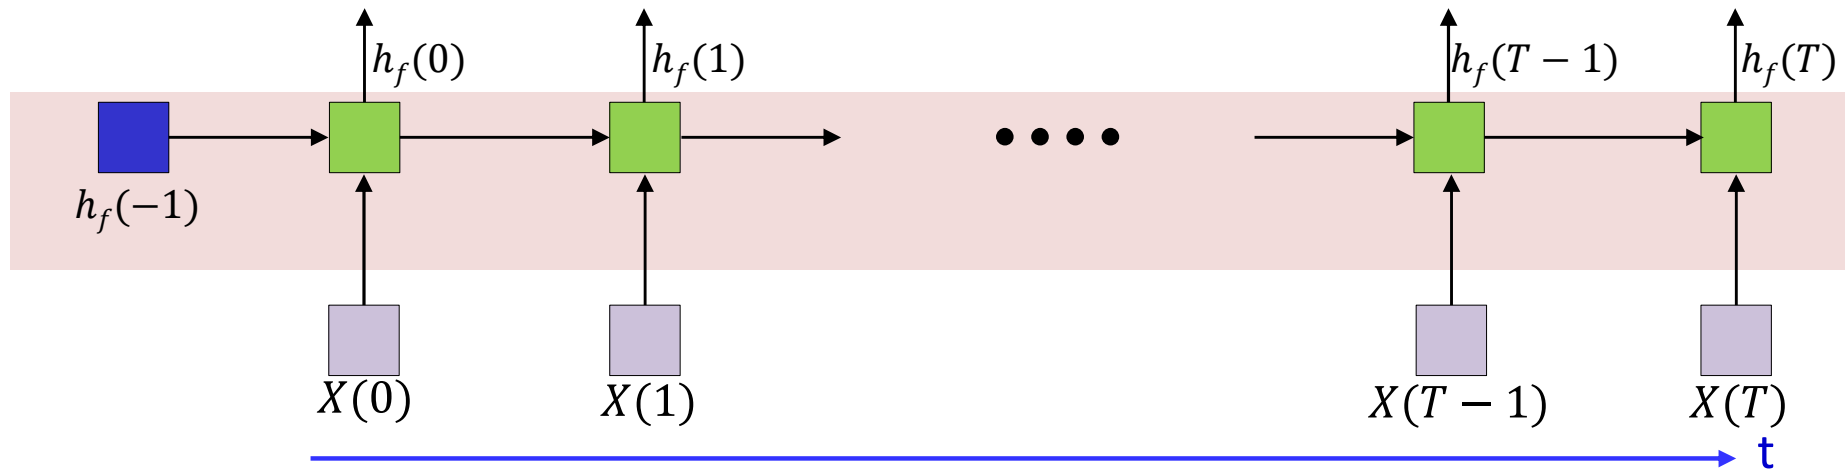 h_f(0) h_f(1) h_f(T − 1) h_f(T)
h_f(−1)
X(0) X(1) X(T − 1) X(T)
t